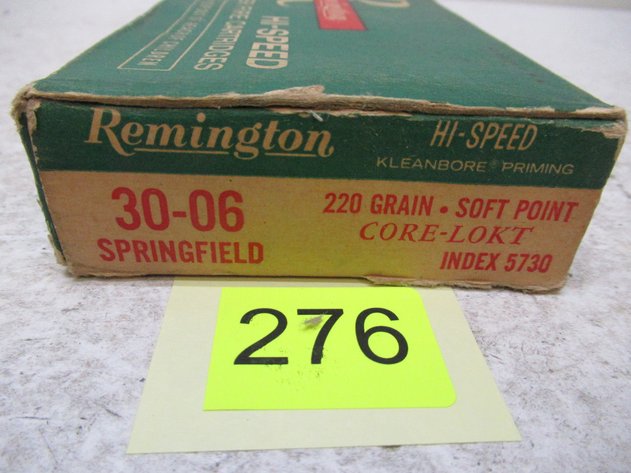 HI-SPEED
CARTRIDGES
Remington
HI-SPEED
KLEANBORE PRIMING
30-06
SPRINGFIELD
220 GRAIN • SOFT POINT
CORE-LOKT
INDEX 5730
276